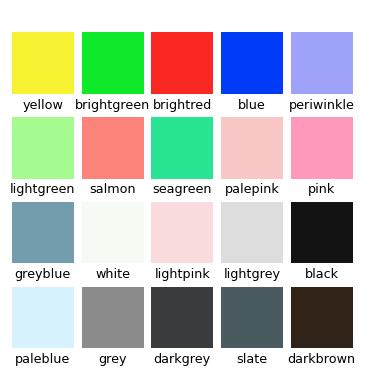 yellow brightgreen brightred blue periwinkle
lightgreen salmon seagreen palepink pink
greyblue white lightpink lightgrey black
paleblue grey darkgrey slate darkbrown